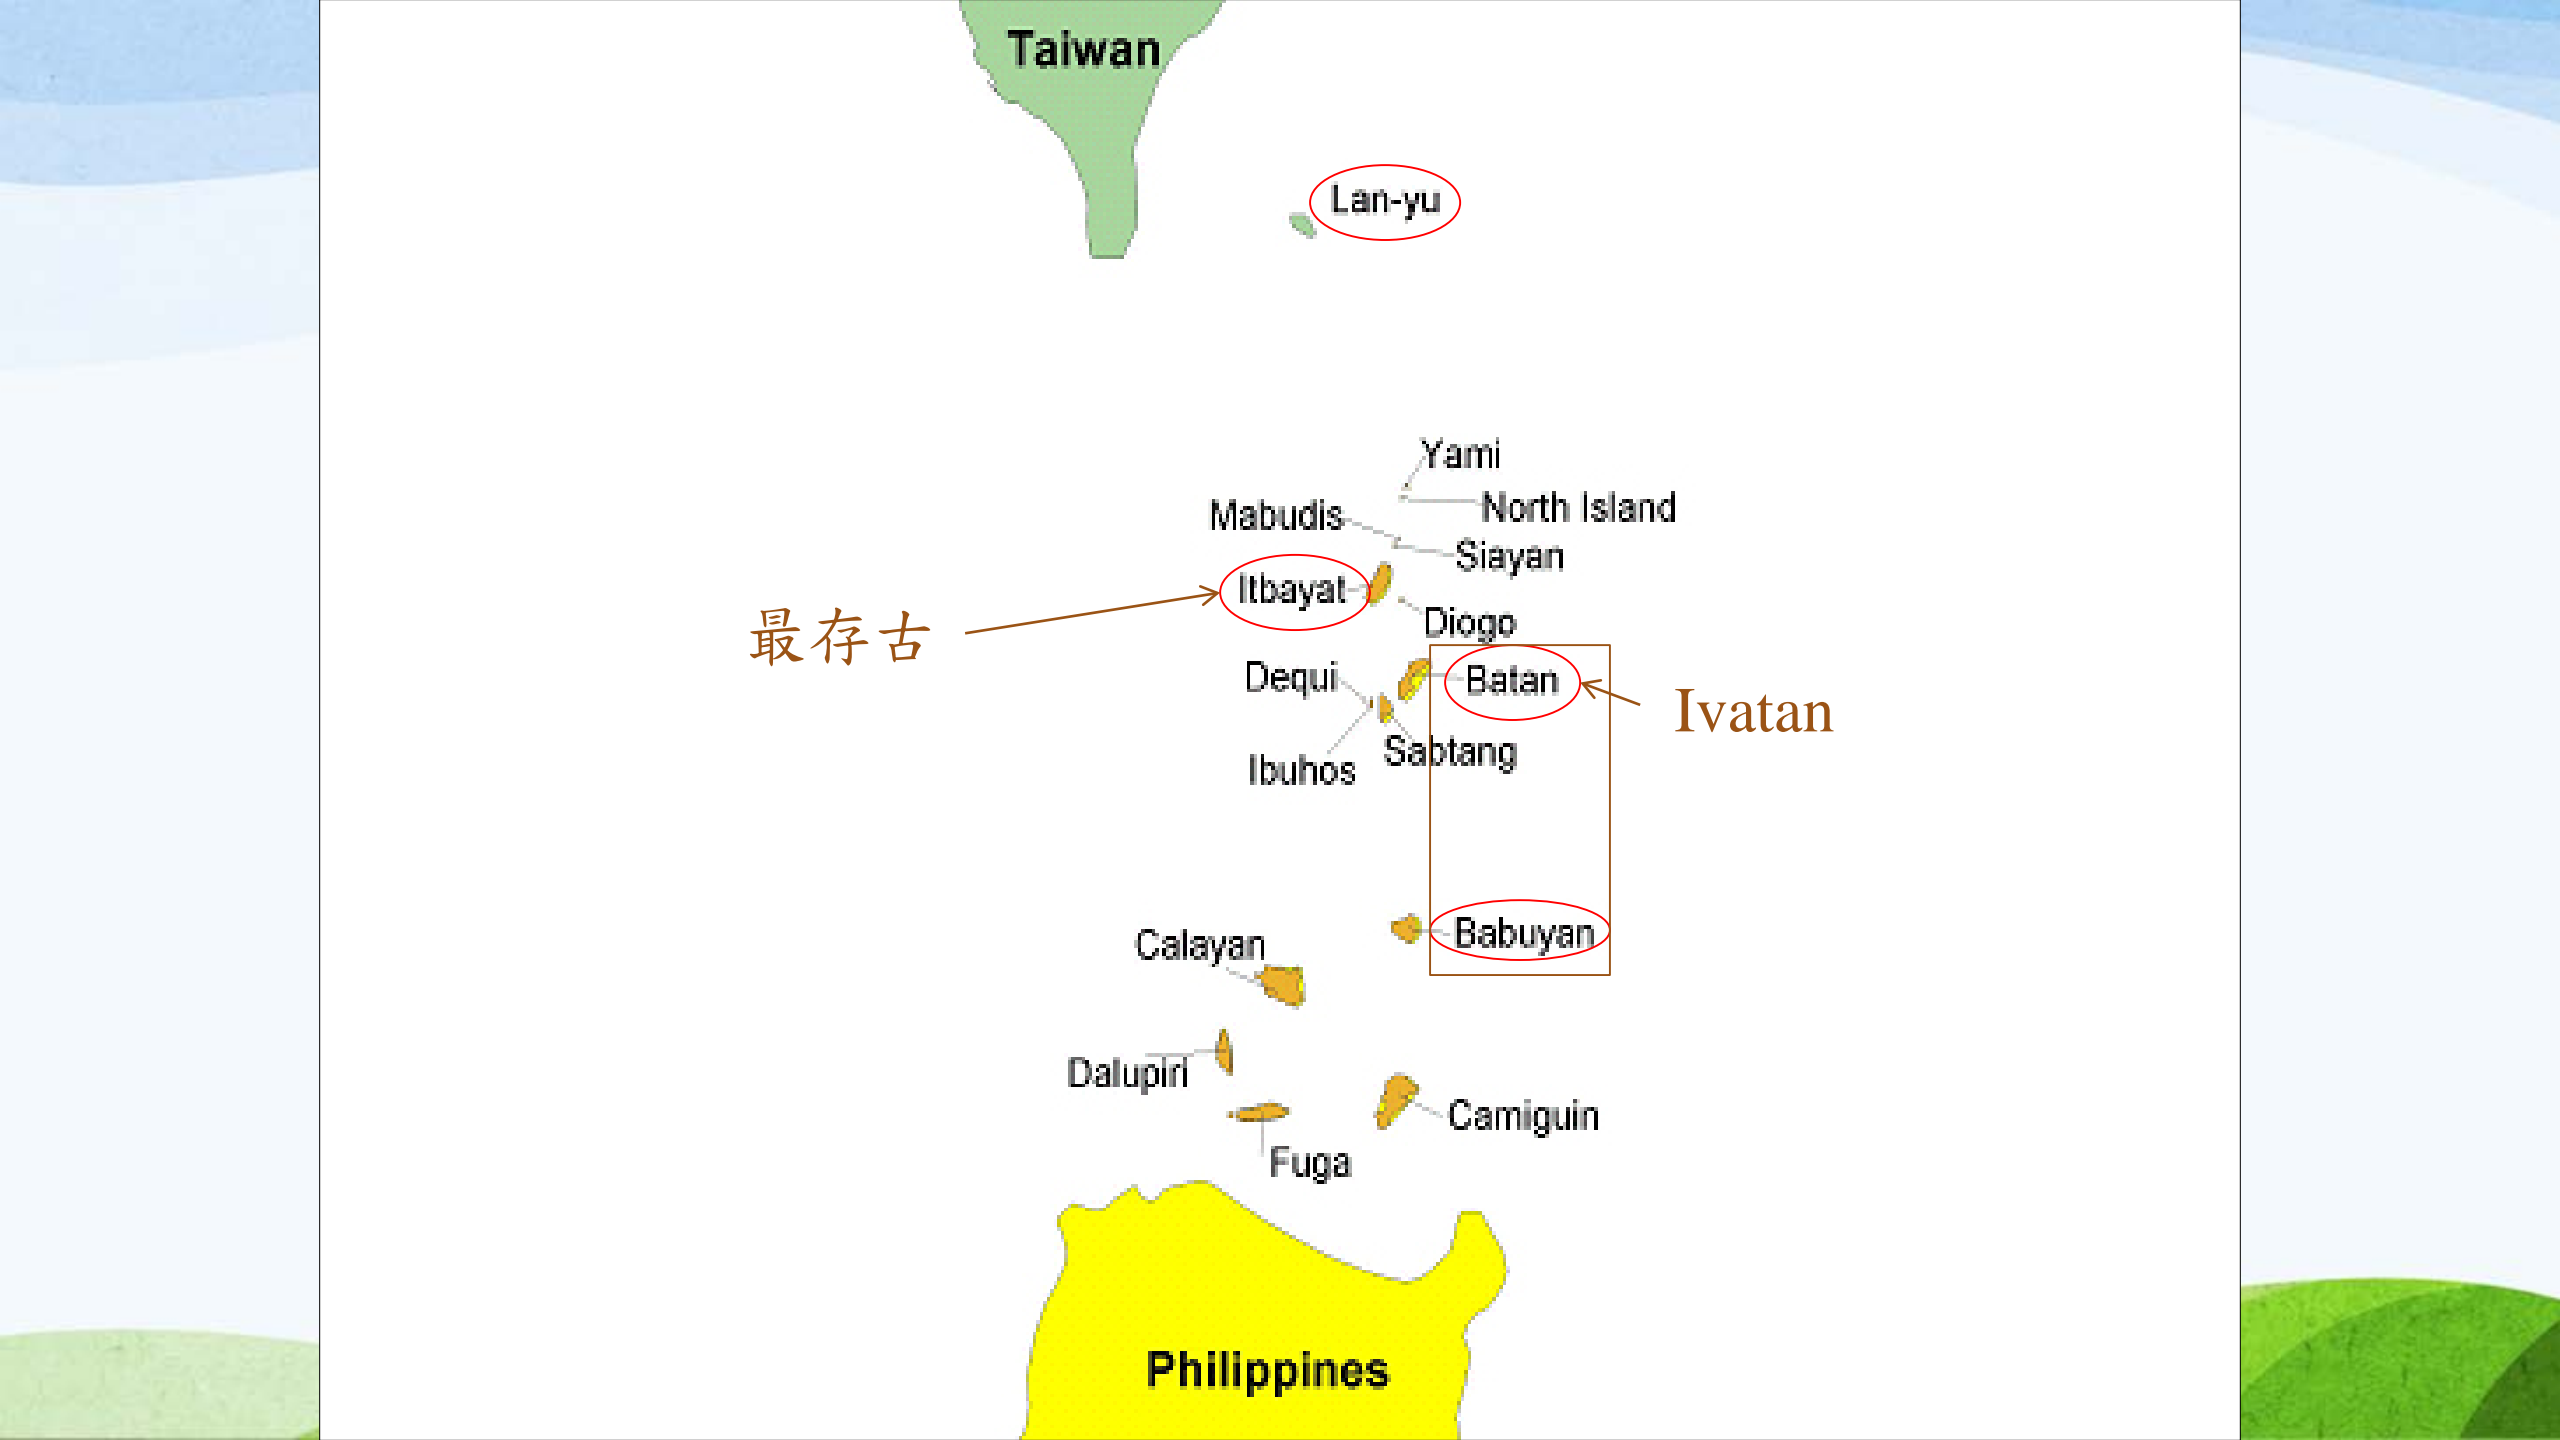 Taiwan
Lan-yu
Yami
North Island
Mabudis
Siayan
Itbayat
最存古
Diogo
Dequi
Batan
Ivatan
Sabtang
Ibuhos
Babuyan
Calayan
Dalupiri
Camiguin
Fuga
Philippines